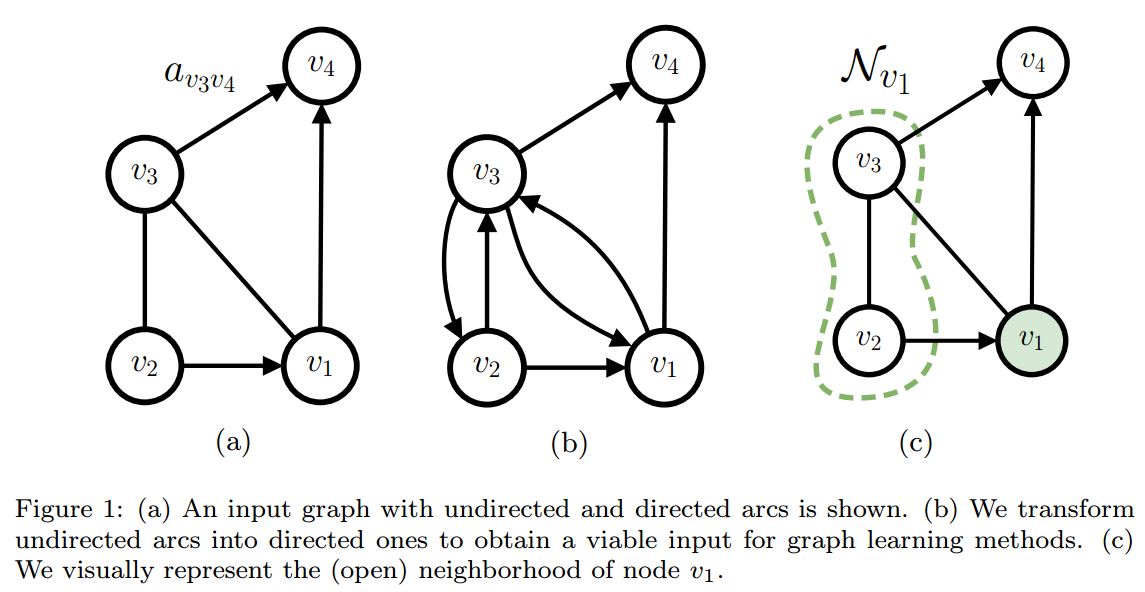 a_{v_3v_4}
v_4
v_3
v_2
v_1
(a)
v_4
v_3
v_2
v_1
(b)
\mathcal{N}_{v_1}
v_4
v_3
v_2
v_1
(c)
Figure 1: (a) An input graph with undirected and directed arcs is shown. (b) We transform
undirected arcs into directed ones to obtain a viable input for graph learning methods. (c)
We visually represent the (open) neighborhood of node v_1.